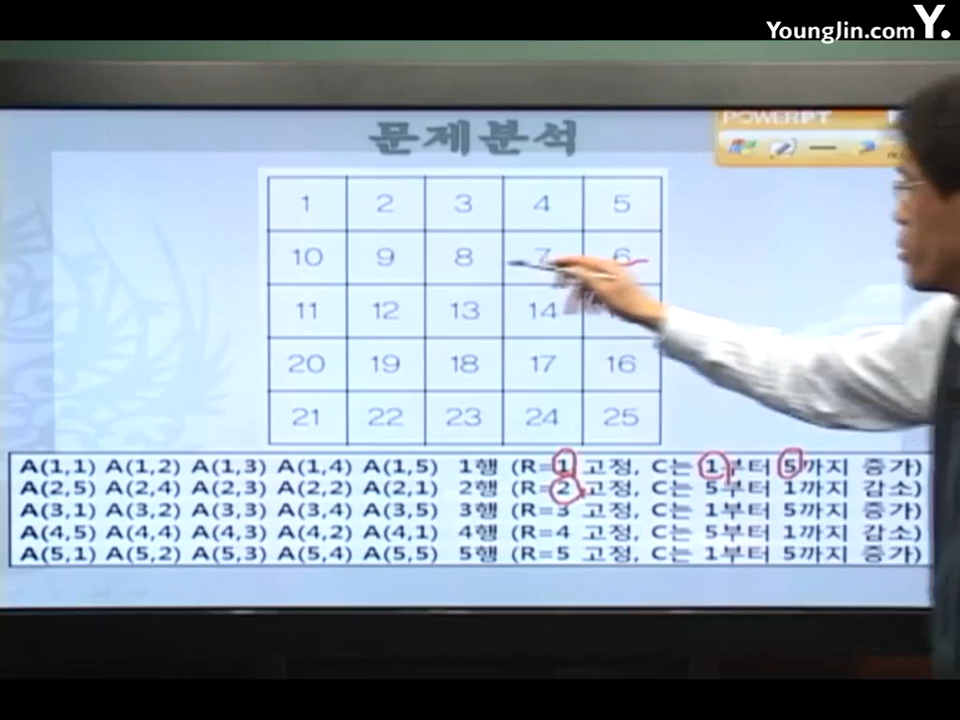 YoungJin.com Y.
POWERPT
문제분석
1 2 3 4 5
10 9 8 7 6
11 12 13 14
20 19 18 17 16
21 22 23 24 25
A(1,1) A(1,2) A(1,3) A(1,4) A(1,5) 1행 (R=1 고정, C는 1부터 5까지 증가)
A(2,5) A(2,4) A(2,3) A(2,2) A(2,1) 2행 (R=2 고정, C는 5부터 1까지 감소)
A(3,1) A(3,2) A(3,3) A(3,4) A(3,5) 3행 (R=3 고정, C는 1부터 5까지 증가)
A(4,5) A(4,4) A(4,3) A(4,2) A(4,1) 4행 (R=4 고정, C는 5부터 1까지 감소)
A(5,1) A(5,2) A(5,3) A(5,4) A(5,5) 5행 (R=5 고정, C는 1부터 5까지 증가)